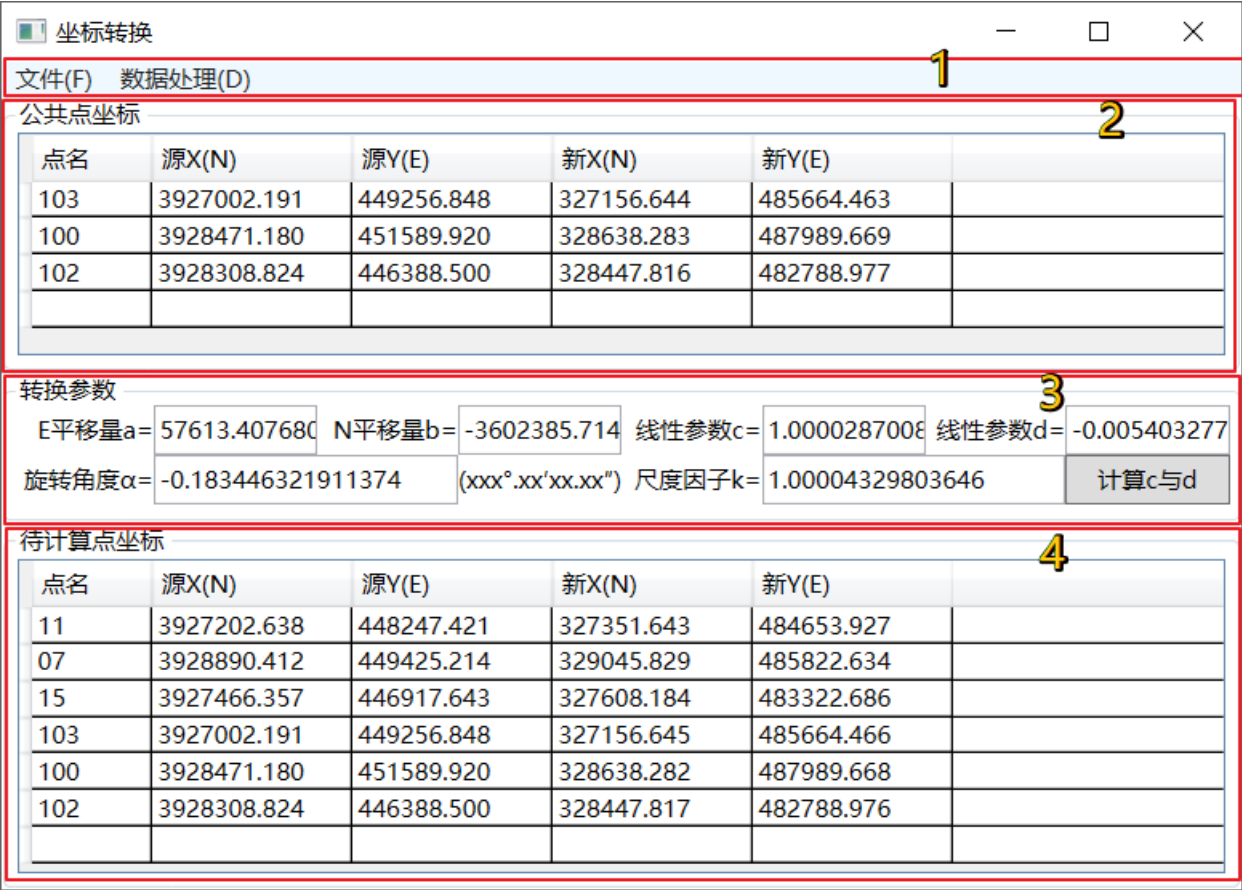 坐标转换
文件(F) 数据处理(D) 1
公共点坐标 2
点名 源X(N) 源Y(E) 新X(N) 新Y(E)
103 3927002.191 449256.848 327156.644 485664.463
100 3928471.180 451589.920 328638.283 487989.669
102 3928308.824 446388.500 328447.816 482788.977
转换参数 3
E平移量a= 57613.407680 N平移量b= -3602385.714 线性参数c= 1.0000287008 线性参数d= -0.005403277
旋转角度α= -0.183446321911374 (xxx°.xx′xx.xx″) 尺度因子k= 1.00004329803646 计算c与d
待计算点坐标 4
点名 源X(N) 源Y(E) 新X(N) 新Y(E)
11 3927202.638 448247.421 327351.643 484653.927
07 3928890.412 449425.214 329045.829 485822.634
15 3927466.357 446917.643 327608.184 483322.686
103 3927002.191 449256.848 327156.645 485664.466
100 3928471.180 451589.920 328638.282 487989.668
102 3928308.824 446388.500 328447.817 482788.976